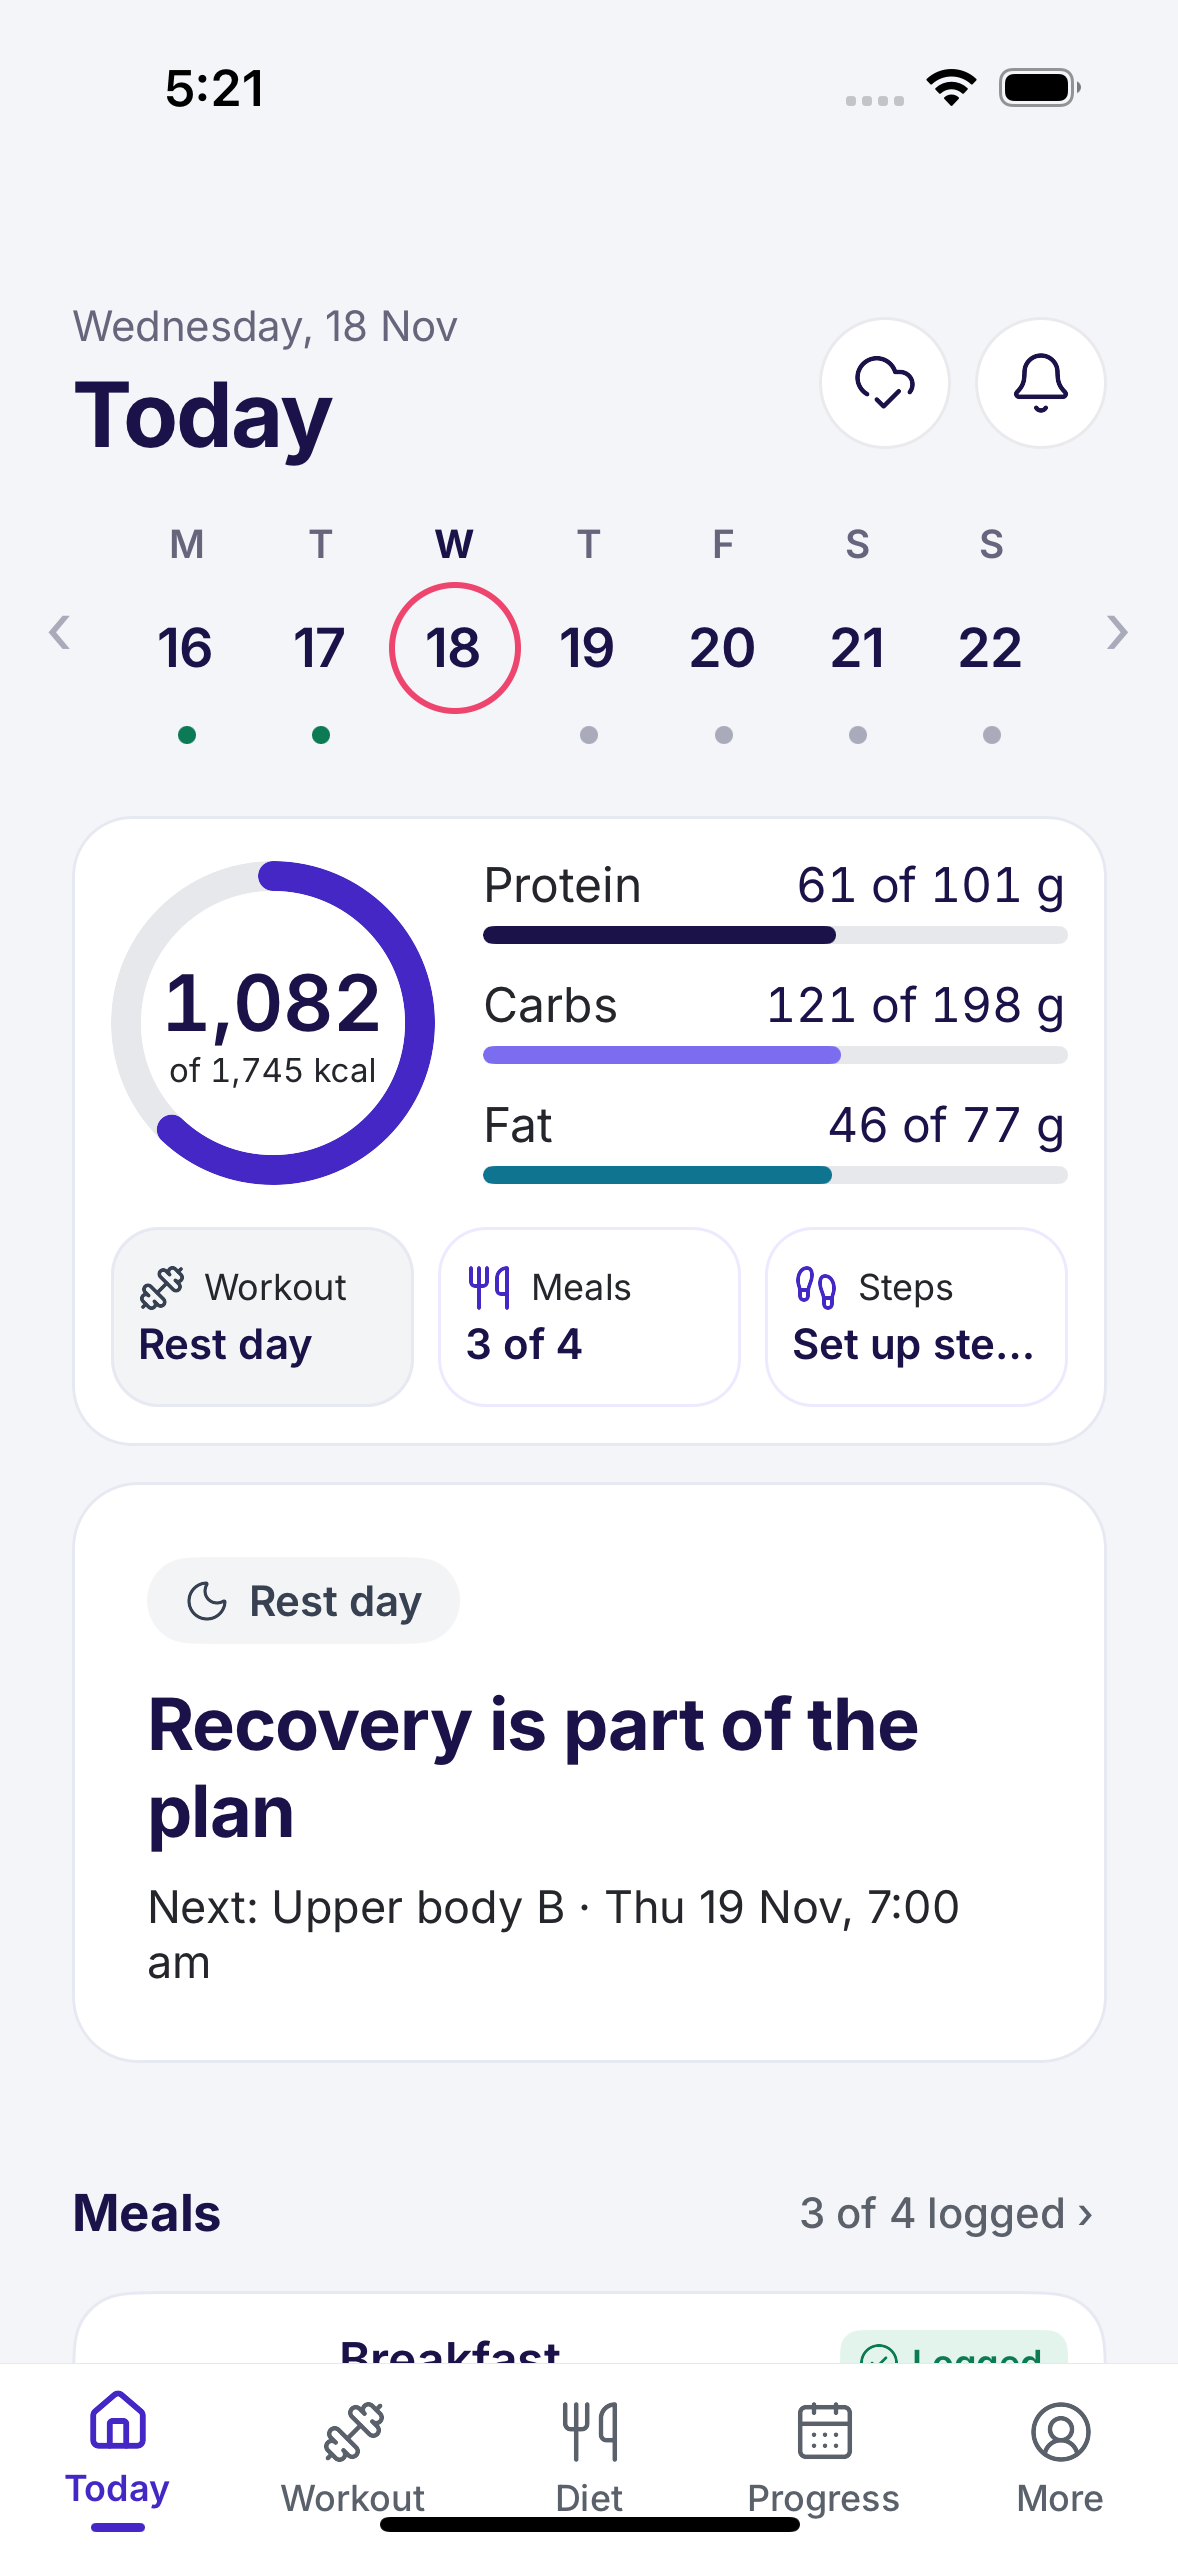 5:21
Wednesday, 18 Nov
Today
M T W T F S S
‹ 16 17 18 19 20 21 22 ›
Protein 61 of 101 g
1,082
of 1,745 kcal
Carbs 121 of 198 g
Fat 46 of 77 g
Workout
Rest day
Meals
3 of 4
Steps
Set up ste...
Rest day
Recovery is part of the
plan
Next: Upper body B · Thu 19 Nov, 7:00
am
Meals
3 of 4 logged ›
Breakfast
Logged
Today
Workout
Diet
Progress
More